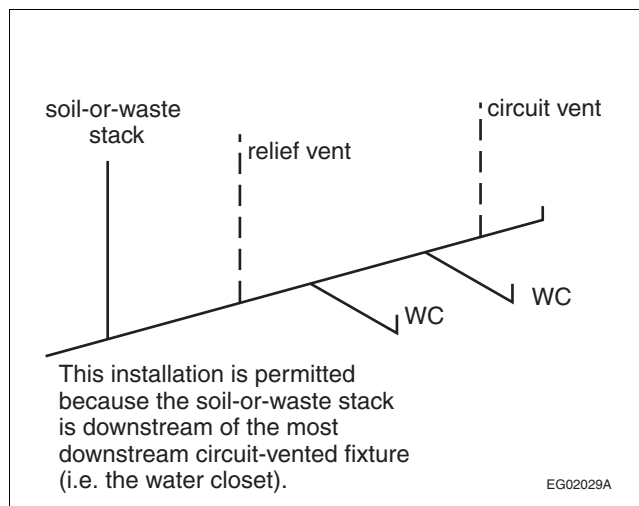 soil-or-waste
stack
relief vent
circuit vent
WC
WC
This installation is permitted
because the soil-or-waste stack
is downstream of the most
downstream circuit-vented fixture
(i.e. the water closet).
EG02029A